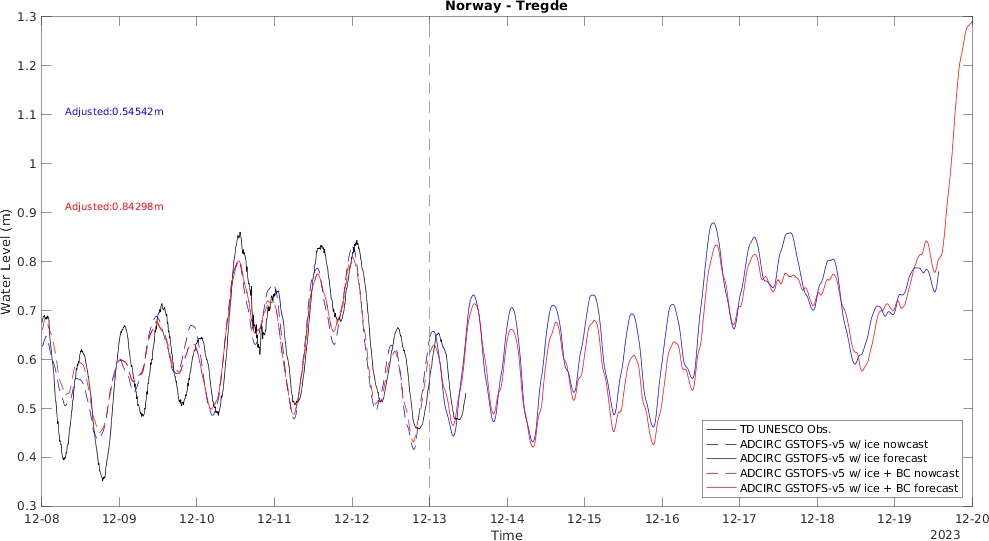 Norway - Tregde
1.3
1.2
1.1
1
0.9
0.8
0.7
0.6
0.5
0.4
0.3
Water Level (m)
Adjusted:0.54542m
Adjusted:0.84298m
TD UNESCO Obs.
ADCIRC GSTOFS-v5 w/ ice nowcast
ADCIRC GSTOFS-v5 w/ ice forecast
ADCIRC GSTOFS-v5 w/ ice + BC nowcast
ADCIRC GSTOFS-v5 w/ ice + BC forecast
12-08 12-09 12-10 12-11 12-12 12-13 12-14 12-15 12-16 12-17 12-18 12-19 12-20
Time
2023